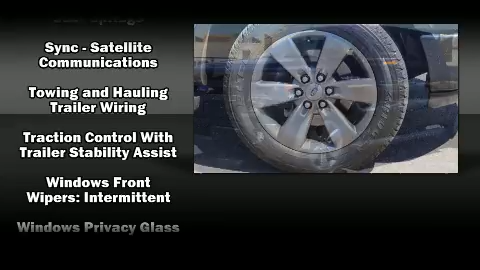 Sync - Satellite
Communications
Towing and Hauling
Trailer Wiring
Traction Control With
Trailer Stability Assist
Windows Front
Wipers: Intermittent
Windows Privacy Glass